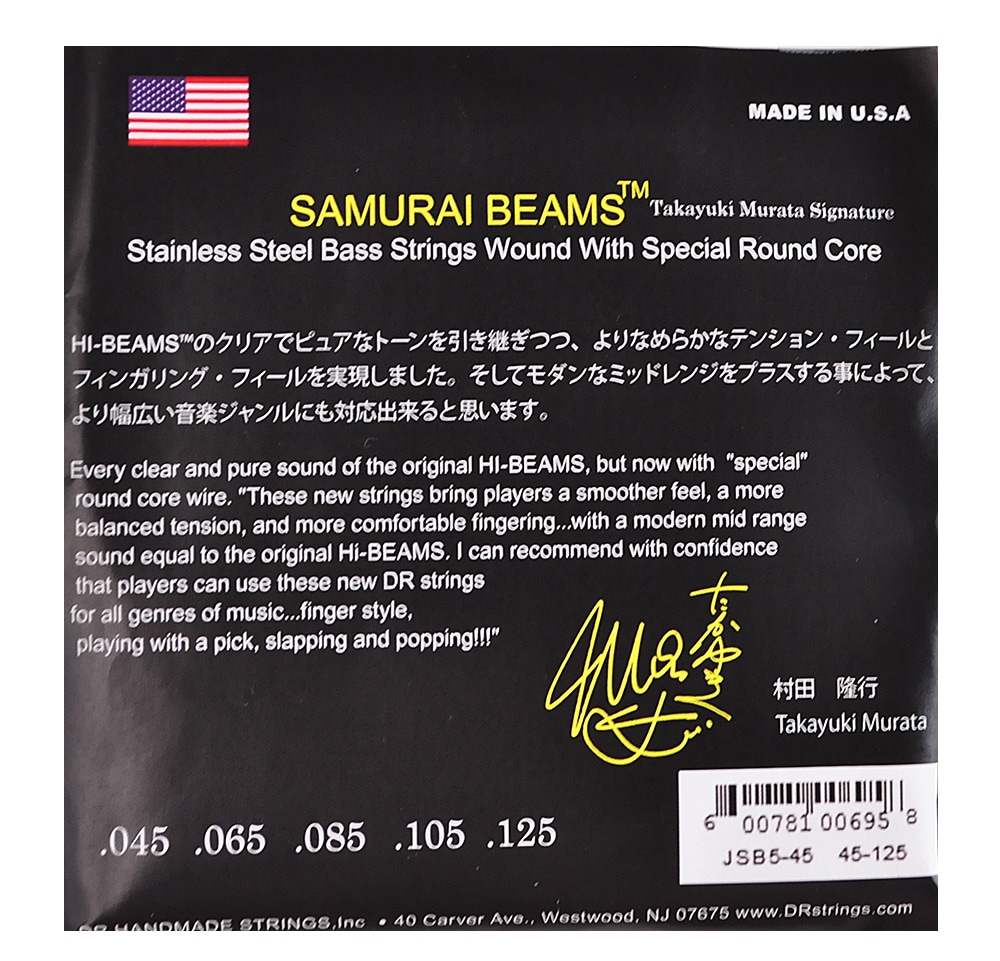 MADE IN U.S.A
SAMURAI BEAMS™ Takayuki Murata Signature
Stainless Steel Bass Strings Wound With Special Round Core
HI-BEAMS™のクリアでピュアなトーンを引き継ぎつつ、よりなめらかなテンション・フィールと
フィンガリング・フィールを実現しました。そしてモダンなミッドレンジをプラスする事によって、
より幅広い音楽ジャンルにも対応出来ると思います。
Every clear and pure sound of the original HI-BEAMS, but now with "special"
round core wire. "These new strings bring players a smoother feel, a more
balanced tension, and more comfortable fingering...with a modern mid range
sound equal to the original Hi-BEAMS. I can recommend with confidence
that players can use these new DR strings
for all genres of music...finger style,
playing with a pick, slapping and popping!!!"
村田 隆行
Takayuki Murata
.045 .065 .085 .105 .125
6 00781 00695 8
JSB5-45 45-125
DR HANDMADE STRINGS,Inc • 40 Carver Ave., Westwood, NJ 07675 www.DRstrings.com